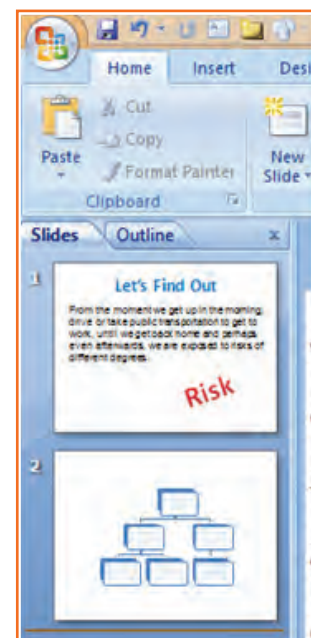 Home Insert Desi
Cut
Copy
Paste
Format Painter
New
Slide
Clipboard
Slides Outline x
1
Let's Find Out
From the moment we get up in the morning,
drive or take public transportation to get to
work, until we get back home and perhaps
even afterwards, we are exposed to risks of
different degrees.
Risk
2